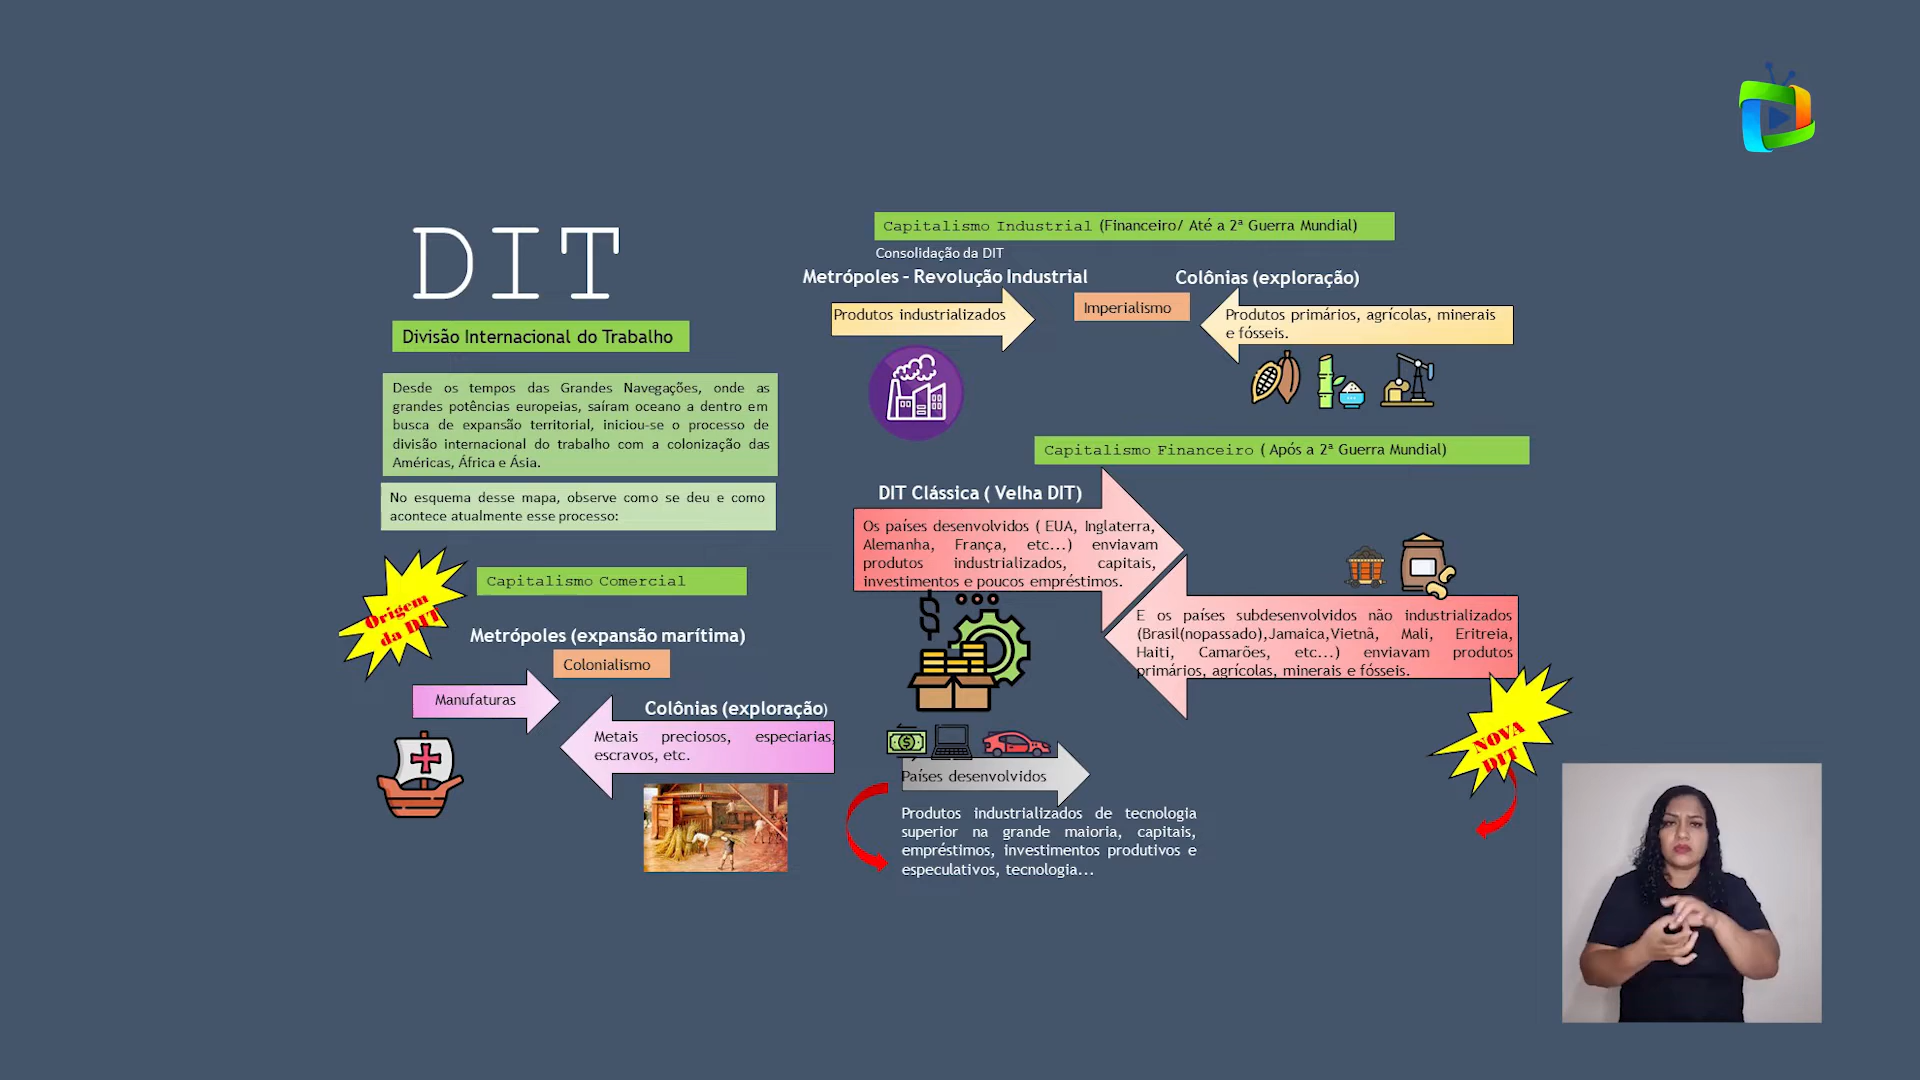 DIT
Divisão Internacional do Trabalho
Desde os tempos das Grandes Navegações, onde as
grandes potências europeias, saíram oceano a dentro em
busca de expansão territorial, iniciou-se o processo de
divisão internacional do trabalho com a colonização das
Américas, África e Ásia.
No esquema desse mapa, observe como se deu e como
acontece atualmente esse processo:
Origem
da DIT
Capitalismo Comercial
Metrópoles (expansão marítima)
Colonialismo
Manufaturas
Colônias (exploração)
Metais preciosos, especiarias,
escravos, etc.
Capitalismo Industrial (Financeiro/ Até a 2ª Guerra Mundial)
Consolidação da DIT
Metrópoles - Revolução Industrial
Colônias (exploração)
Produtos industrializados
Imperialismo
Produtos primários, agrícolas, minerais
e fósseis.
Capitalismo Financeiro ( Após a 2ª Guerra Mundial)
DIT Clássica ( Velha DIT)
Os países desenvolvidos ( EUA, Inglaterra,
Alemanha, França, etc...) enviavam
produtos industrializados, capitais,
investimentos e poucos empréstimos.
E os países subdesenvolvidos não industrializados
(Brasil(nopassado),Jamaica,Vietnã, Mali, Eritreia,
Haiti, Camarões, etc...) enviavam produtos
primários, agrícolas, minerais e fósseis.
NOVA
DIT
Países desenvolvidos
Produtos industrializados de tecnologia
superior na grande maioria, capitais,
empréstimos, investimentos produtivos e
especulativos, tecnologia...